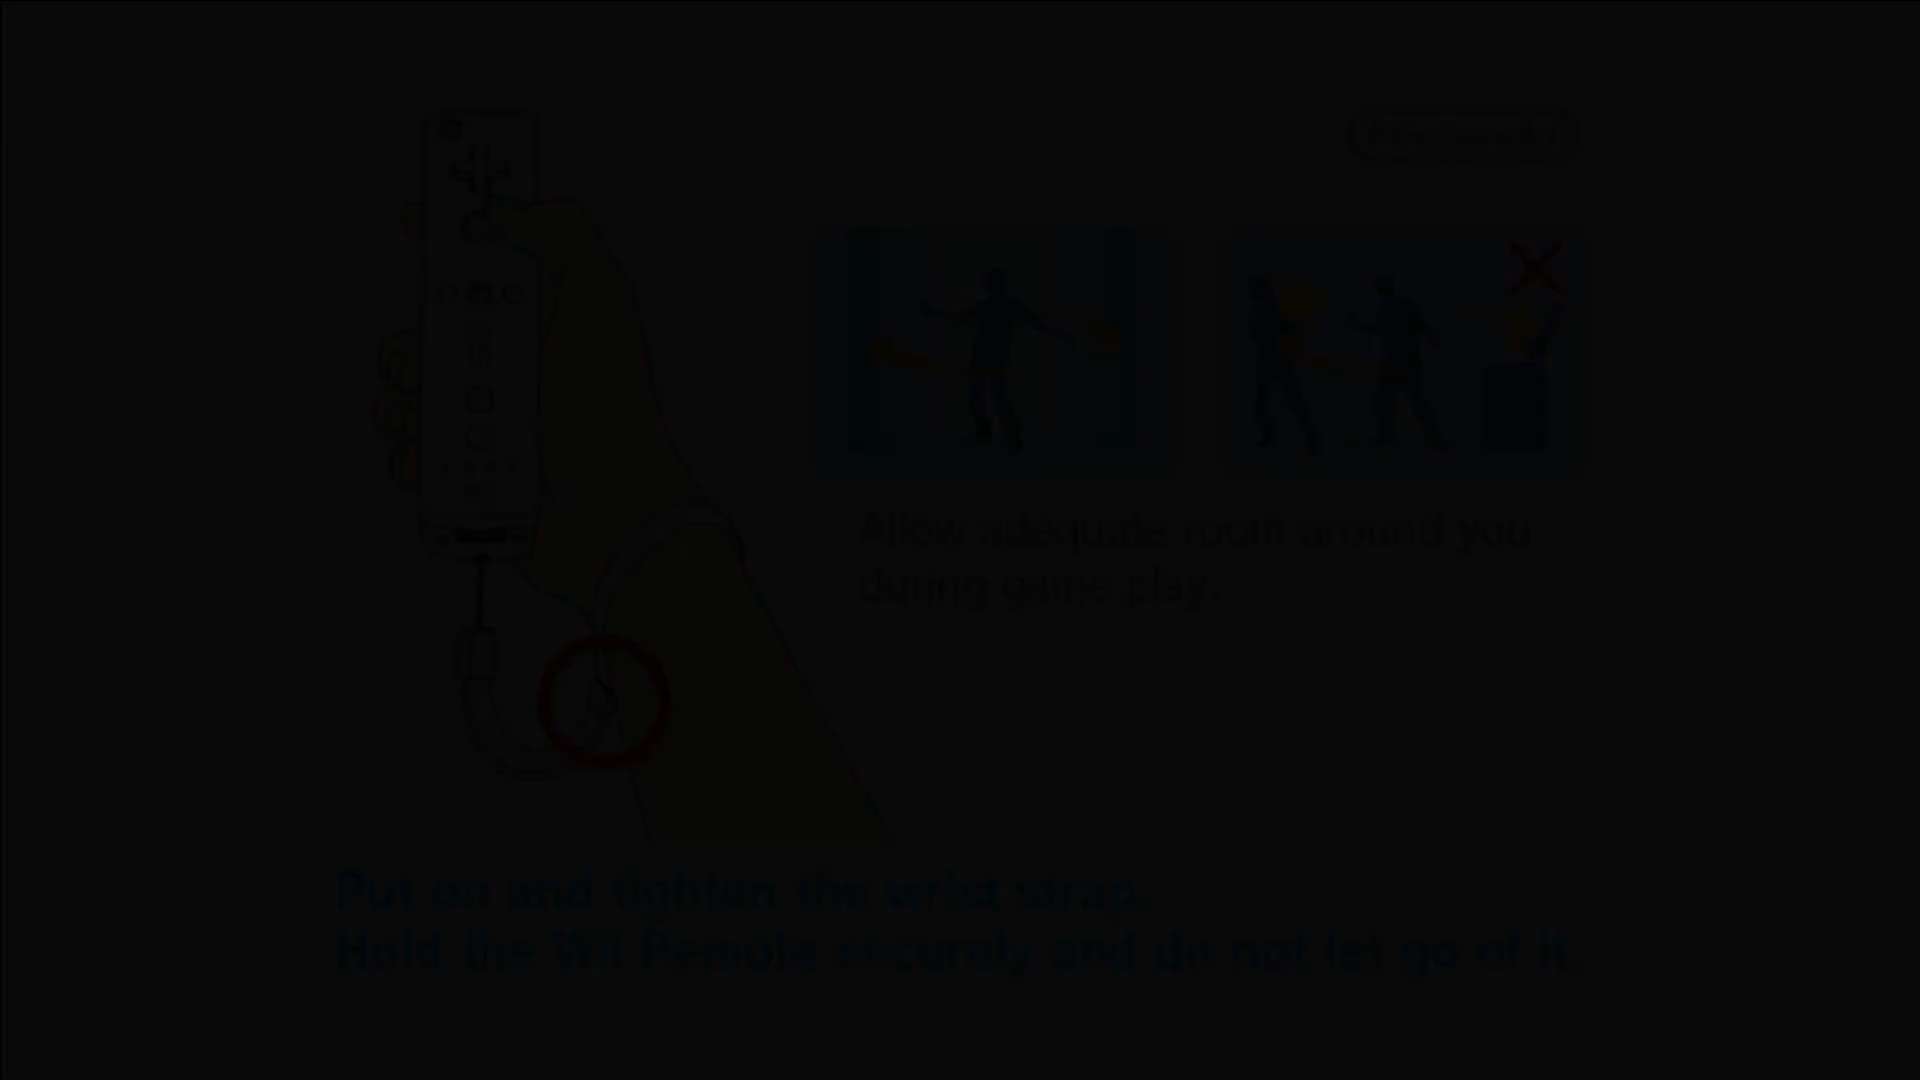 Nintendo
Allow adequate room around you
during game play.
Put on and tighten the wrist strap.
Hold the Wii Remote securely and do not let go of it.